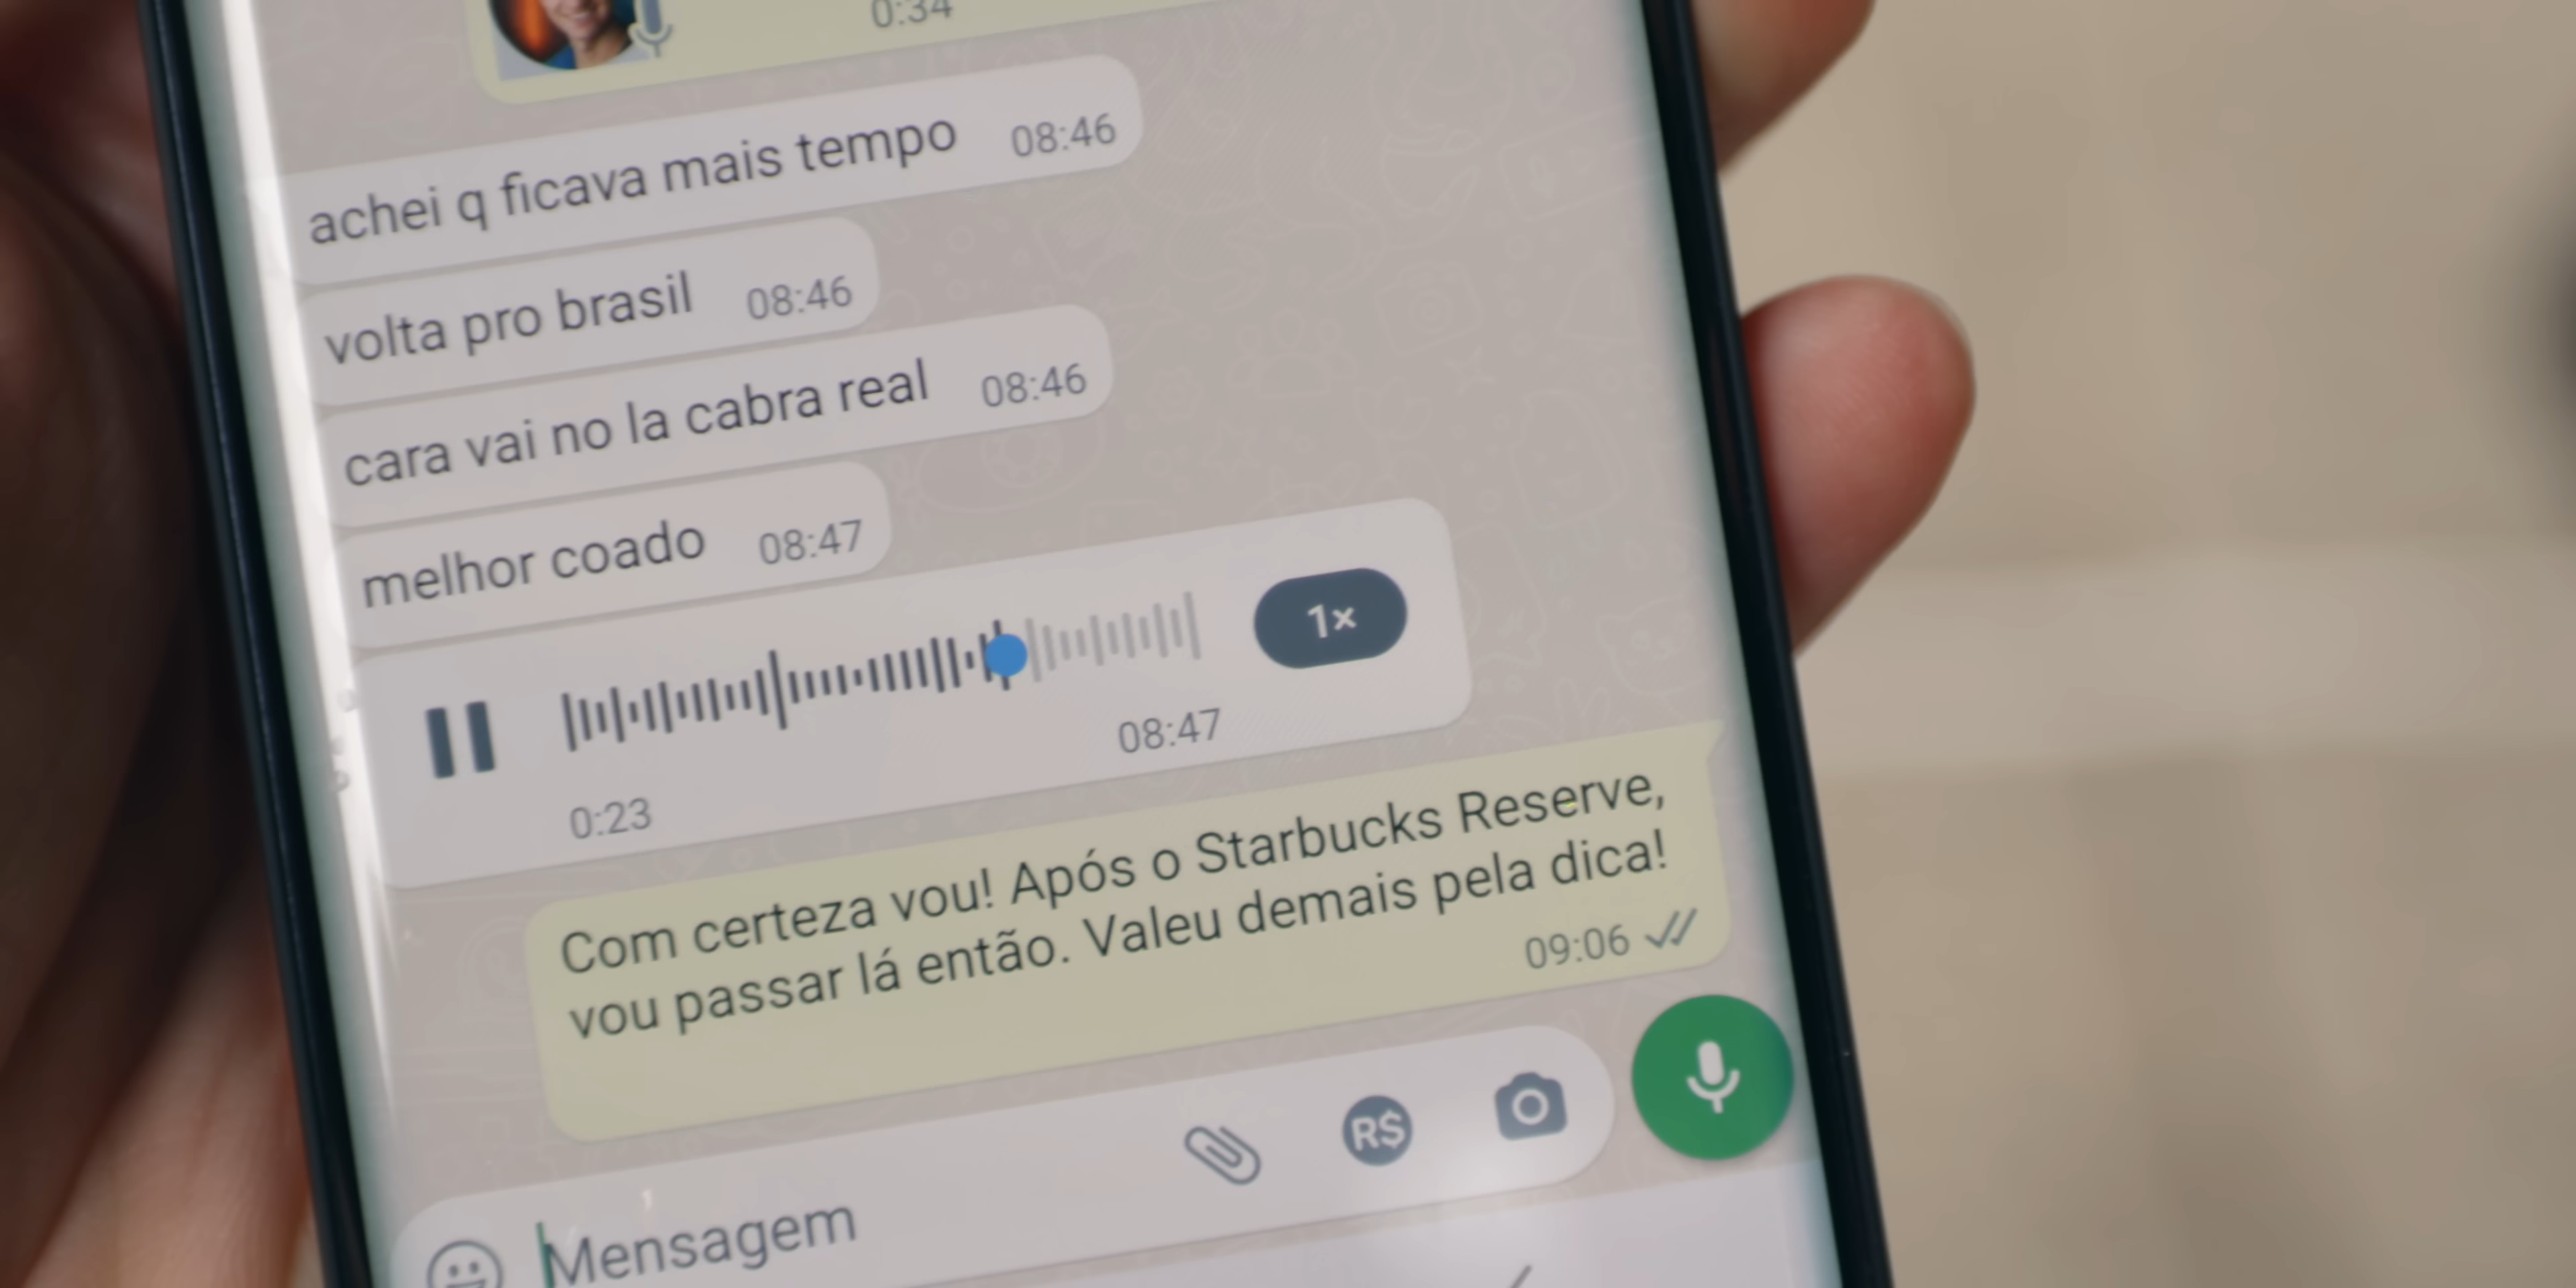 0:34
achei q ficava mais tempo 08:46
volta pro brasil 08:46
cara vai no la cabra real 08:46
melhor coado 08:47
1×
08:47
0:23
Com certeza vou! Após o Starbucks Reserve,
vou passar lá então. Valeu demais pela dica!
09:06
R$
Mensagem